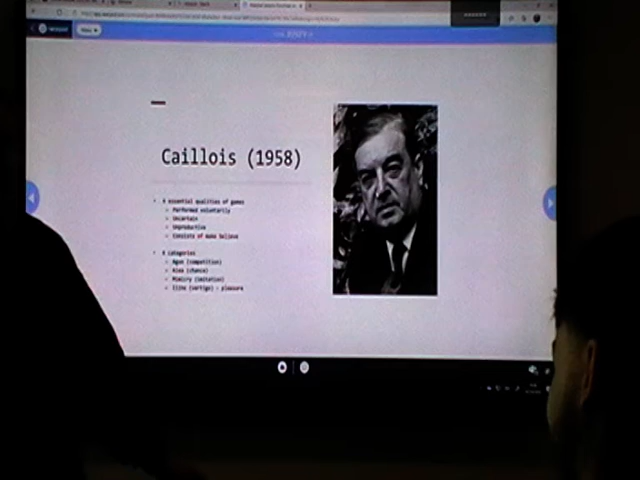 Caillois (1958)
4 essential qualities of games
Performed voluntarily
Uncertain
Unproductive
Consists of make believe
4 categories
Agon (competition)
Alea (chance)
Mimicry (imitation)
Ilinx (vertigo) - pleasure